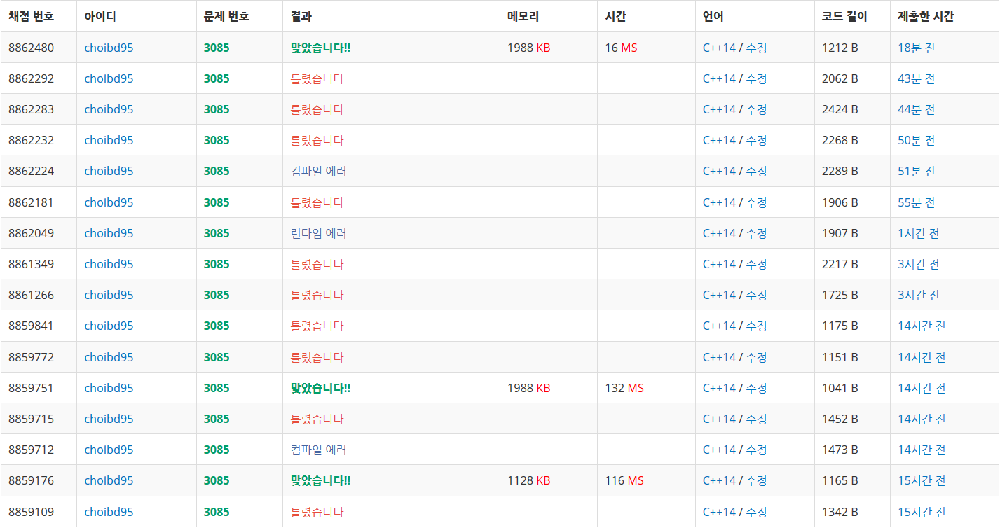 채점 번호 아이디 문제 번호 결과 메모리 시간 언어 코드 길이 제출한 시간
8862480 choibd95 3085 맞았습니다!! 1988 KB 16 MS C++14 / 수정 1212 B 18분 전
8862292 choibd95 3085 틀렸습니다 C++14 / 수정 2062 B 43분 전
8862283 choibd95 3085 틀렸습니다 C++14 / 수정 2424 B 44분 전
8862232 choibd95 3085 틀렸습니다 C++14 / 수정 2268 B 50분 전
8862224 choibd95 3085 컴파일 에러 C++14 / 수정 2289 B 51분 전
8862181 choibd95 3085 틀렸습니다 C++14 / 수정 1906 B 55분 전
8862049 choibd95 3085 런타임 에러 C++14 / 수정 1907 B 1시간 전
8861349 choibd95 3085 틀렸습니다 C++14 / 수정 2217 B 3시간 전
8861266 choibd95 3085 틀렸습니다 C++14 / 수정 1725 B 3시간 전
8859841 choibd95 3085 틀렸습니다 C++14 / 수정 1175 B 14시간 전
8859772 choibd95 3085 틀렸습니다 C++14 / 수정 1151 B 14시간 전
8859751 choibd95 3085 맞았습니다!! 1988 KB 132 MS C++14 / 수정 1041 B 14시간 전
8859715 choibd95 3085 틀렸습니다 C++14 / 수정 1452 B 14시간 전
8859712 choibd95 3085 컴파일 에러 C++14 / 수정 1473 B 14시간 전
8859176 choibd95 3085 맞았습니다!! 1128 KB 116 MS C++14 / 수정 1165 B 15시간 전
8859109 choibd95 3085 틀렸습니다 C++14 / 수정 1342 B 15시간 전